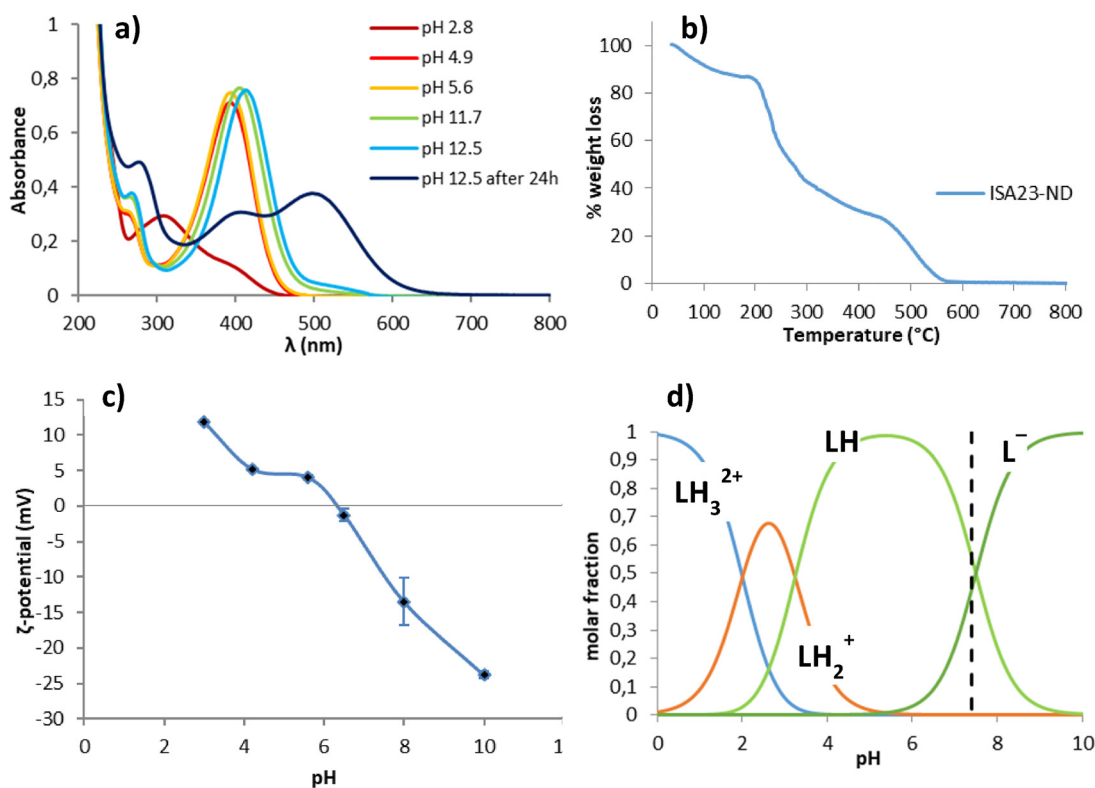 a)
1
0,8
0,6
0,4
0,2
0
200 300 400 500 600 700 800
Absorbance
λ (nm)
pH 2.8
pH 4.9
pH 5.6
pH 11.7
pH 12.5
pH 12.5 after 24h
b)
100
80
60
40
20
0
0 100 200 300 400 500 600 700 800
% weight loss
Temperature (°C)
ISA23-ND
c)
15
10
5
0
-5
-10
-15
-20
-25
-30
0 2 4 6 8 10 1
ζ-potential (mV)
pH
d)
1
0,9
0,8
0,7
0,6
0,5
0,4
0,3
0,2
0,1
0
0 2 4 6 8 10
molar fraction
pH
LH₃²⁺
LH₂⁺
LH
L⁻